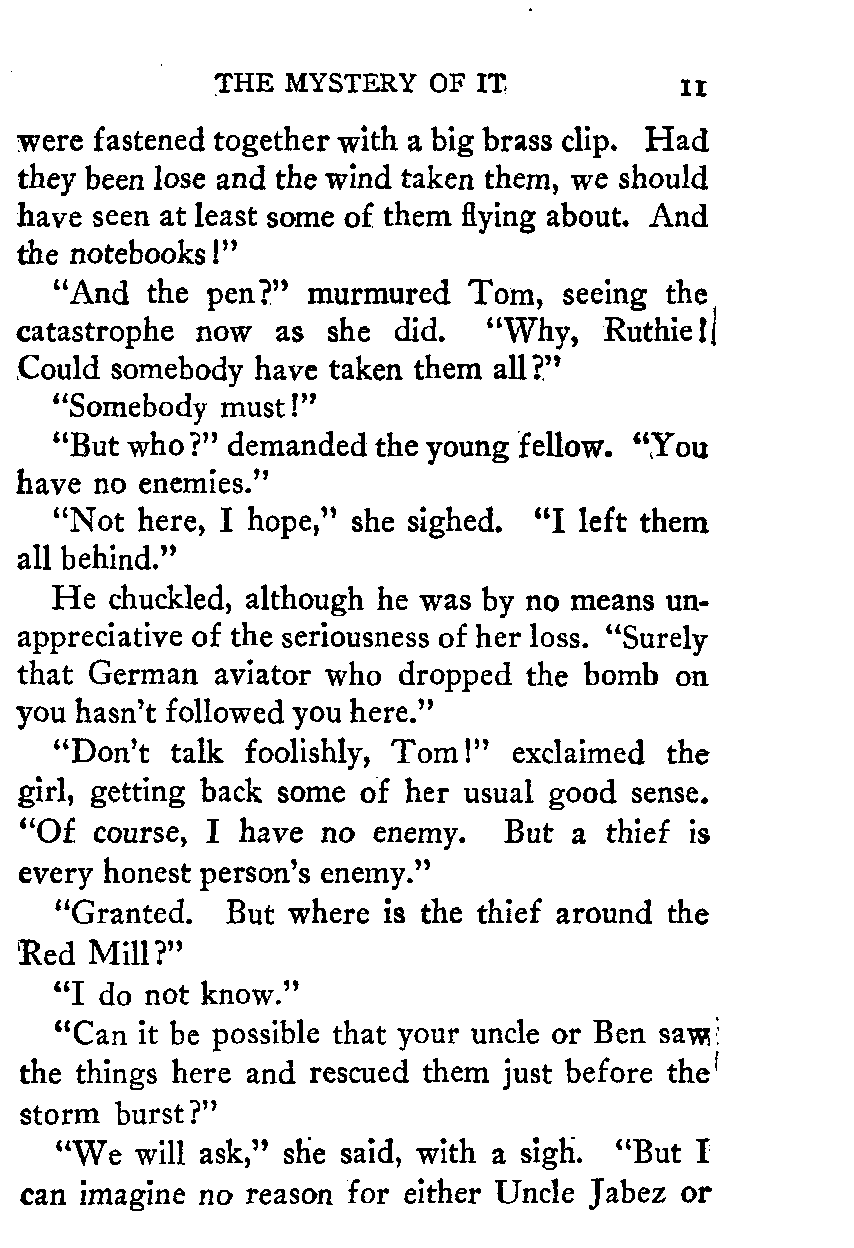 THE MYSTERY OF IT 11
were fastened together with a big brass clip. Had
they been lose and the wind taken them, we should
have seen at least some of them flying about. And
the notebooks!"
"And the pen?" murmured Tom, seeing the
catastrophe now as she did. "Why, Ruthie!
Could somebody have taken them all?"
"Somebody must!"
"But who?" demanded the young fellow. "You
have no enemies."
"Not here, I hope," she sighed. "I left them
all behind."
He chuckled, although he was by no means un-
appreciative of the seriousness of her loss. "Surely
that German aviator who dropped the bomb on
you hasn't followed you here."
"Don't talk foolishly, Tom!" exclaimed the
girl, getting back some of her usual good sense.
"Of course, I have no enemy. But a thief is
every honest person's enemy."
"Granted. But where is the thief around the
Red Mill?"
"I do not know."
"Can it be possible that your uncle or Ben saw
the things here and rescued them just before the
storm burst?"
"We will ask," she said, with a sigh. "But I
can imagine no reason for either Uncle Jabez or